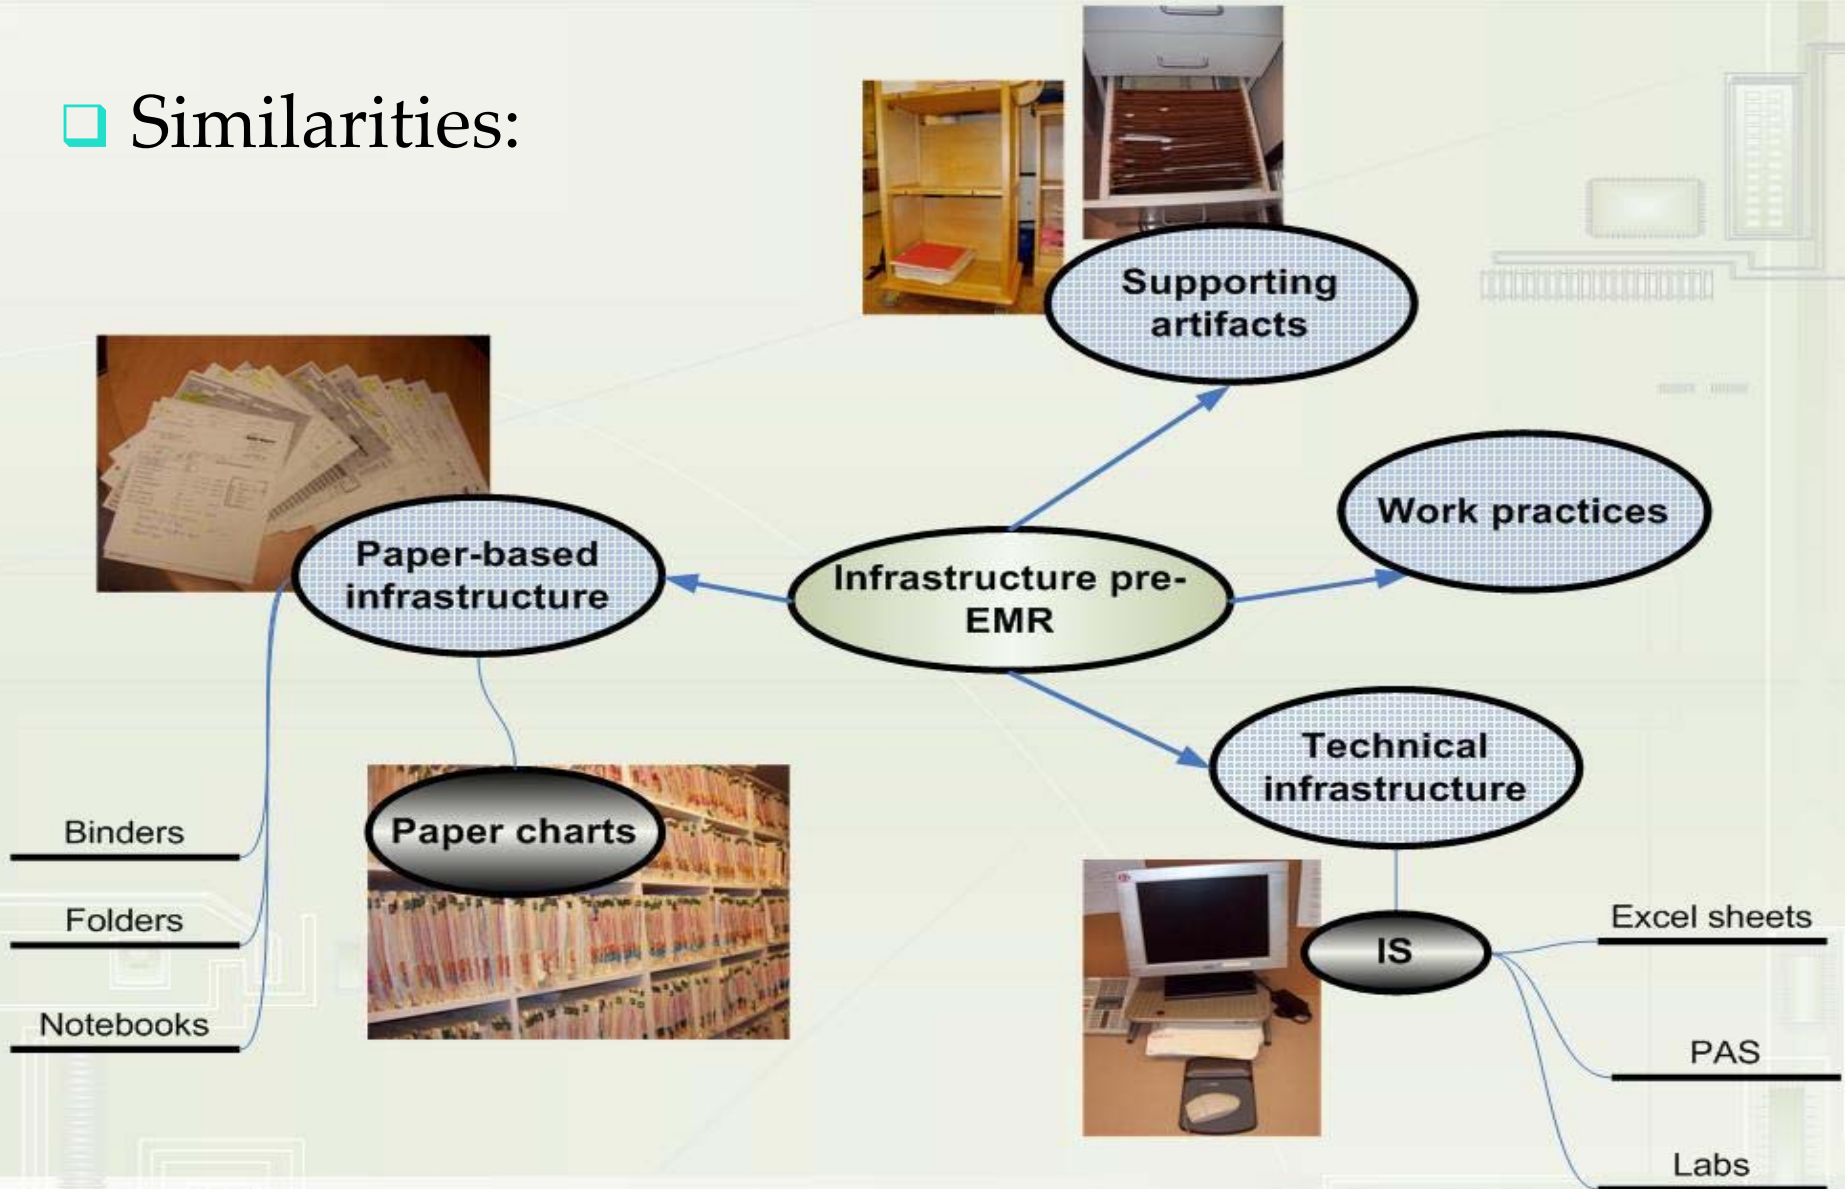 Similarities:
Supporting
artifacts
Work practices
Paper-based
infrastructure
Infrastructure pre-
EMR
Technical
infrastructure
Paper charts
Binders
Folders
Notebooks
IS
Excel sheets
PAS
Labs